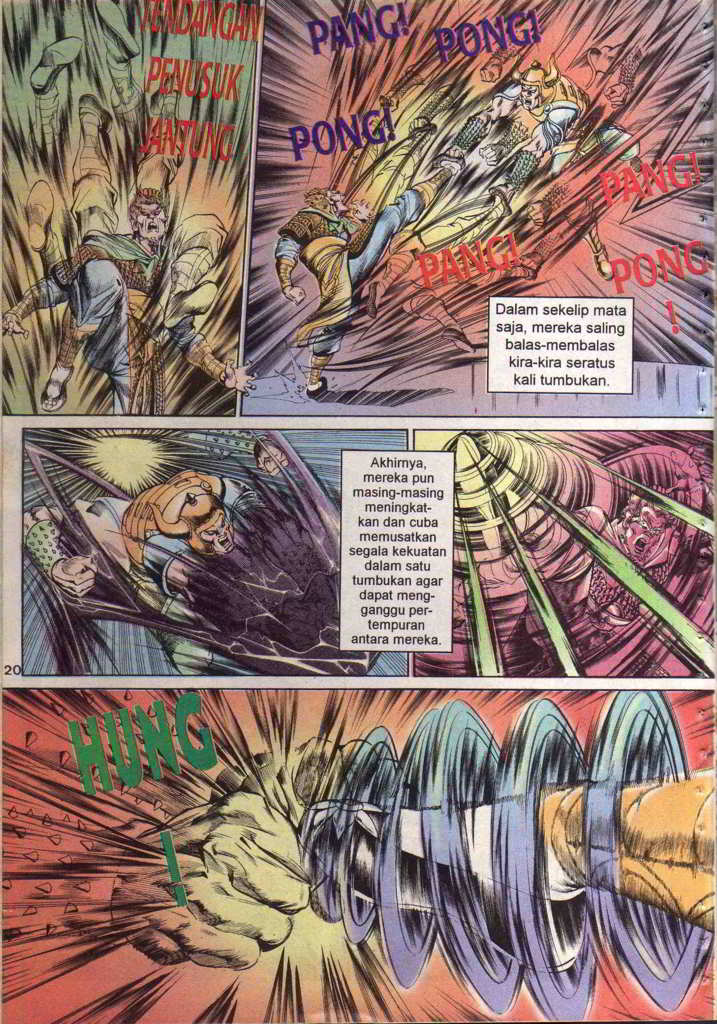 TENDANGAN
PENUSUK
JANTUNG
PANG!
PONG!
PONG!
PANG!
PANG!
PONG
!
Dalam sekelip mata
saja, mereka saling
balas-membalas
kira-kira seratus
kali tumbukan.
Akhirnya,
mereka pun
masing-masing
meningkat-
kan dan cuba
memusatkan
segala kekuatan
dalam satu
tumbukan agar
dapat meng-
ganggu per-
tempuran
antara mereka.
20
HUNG
!